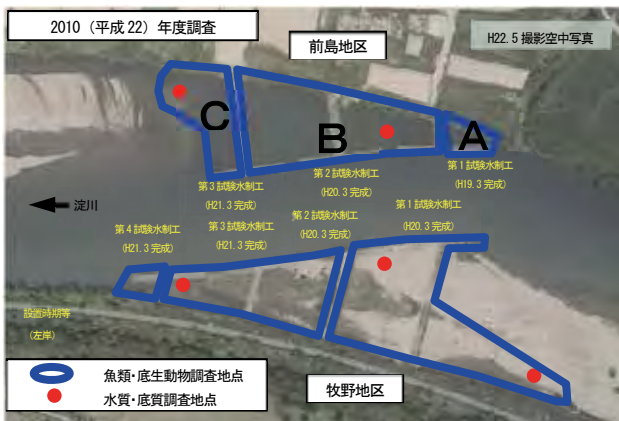 2010（平成22）年度調査
前島地区
H22.5撮影空中写真
C
B
A
第1試験水制工
(H19.3完成)
第2試験水制工
(H20.3完成)
第3試験水制工
(H21.3完成)
淀川
第1試験水制工
(H20.3完成)
第2試験水制工
(H20.3完成)
第3試験水制工
(H21.3完成)
第4試験水制工
(H21.3完成)
設置時期等
(左岸)
魚類・底生動物調査地点
水質・底質調査地点
牧野地区